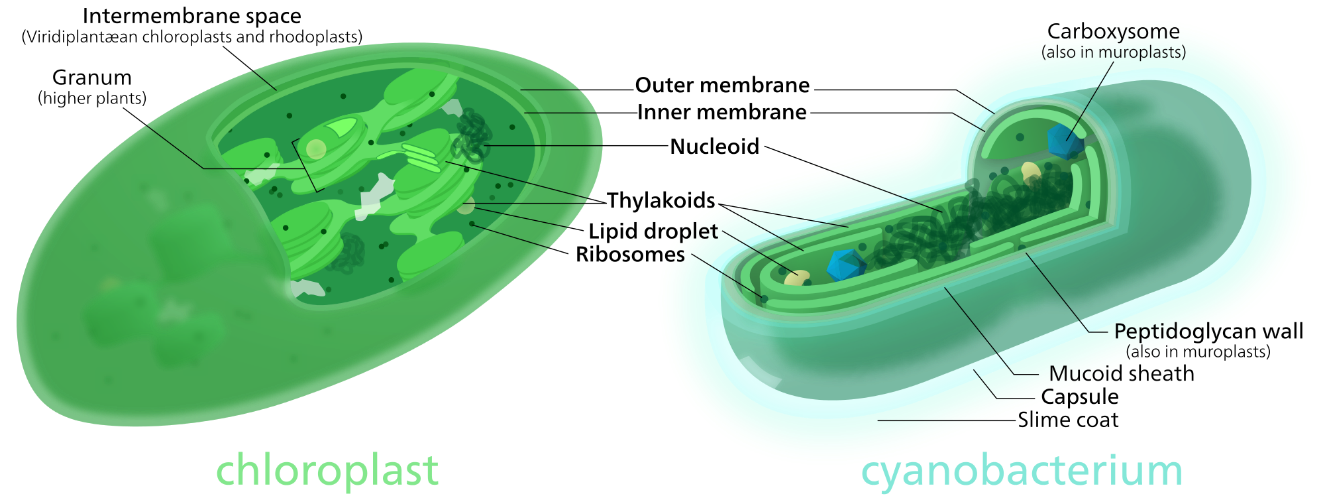 Intermembrane space
(Viridiplantæan chloroplasts and rhodoplasts)
Granum
(higher plants)
Outer membrane
Inner membrane
Nucleoid
Thylakoids
Lipid droplet
Ribosomes
Carboxysome
(also in muroplasts)
Peptidoglycan wall
(also in muroplasts)
Mucoid sheath
Capsule
Slime coat
chloroplast
cyanobacterium